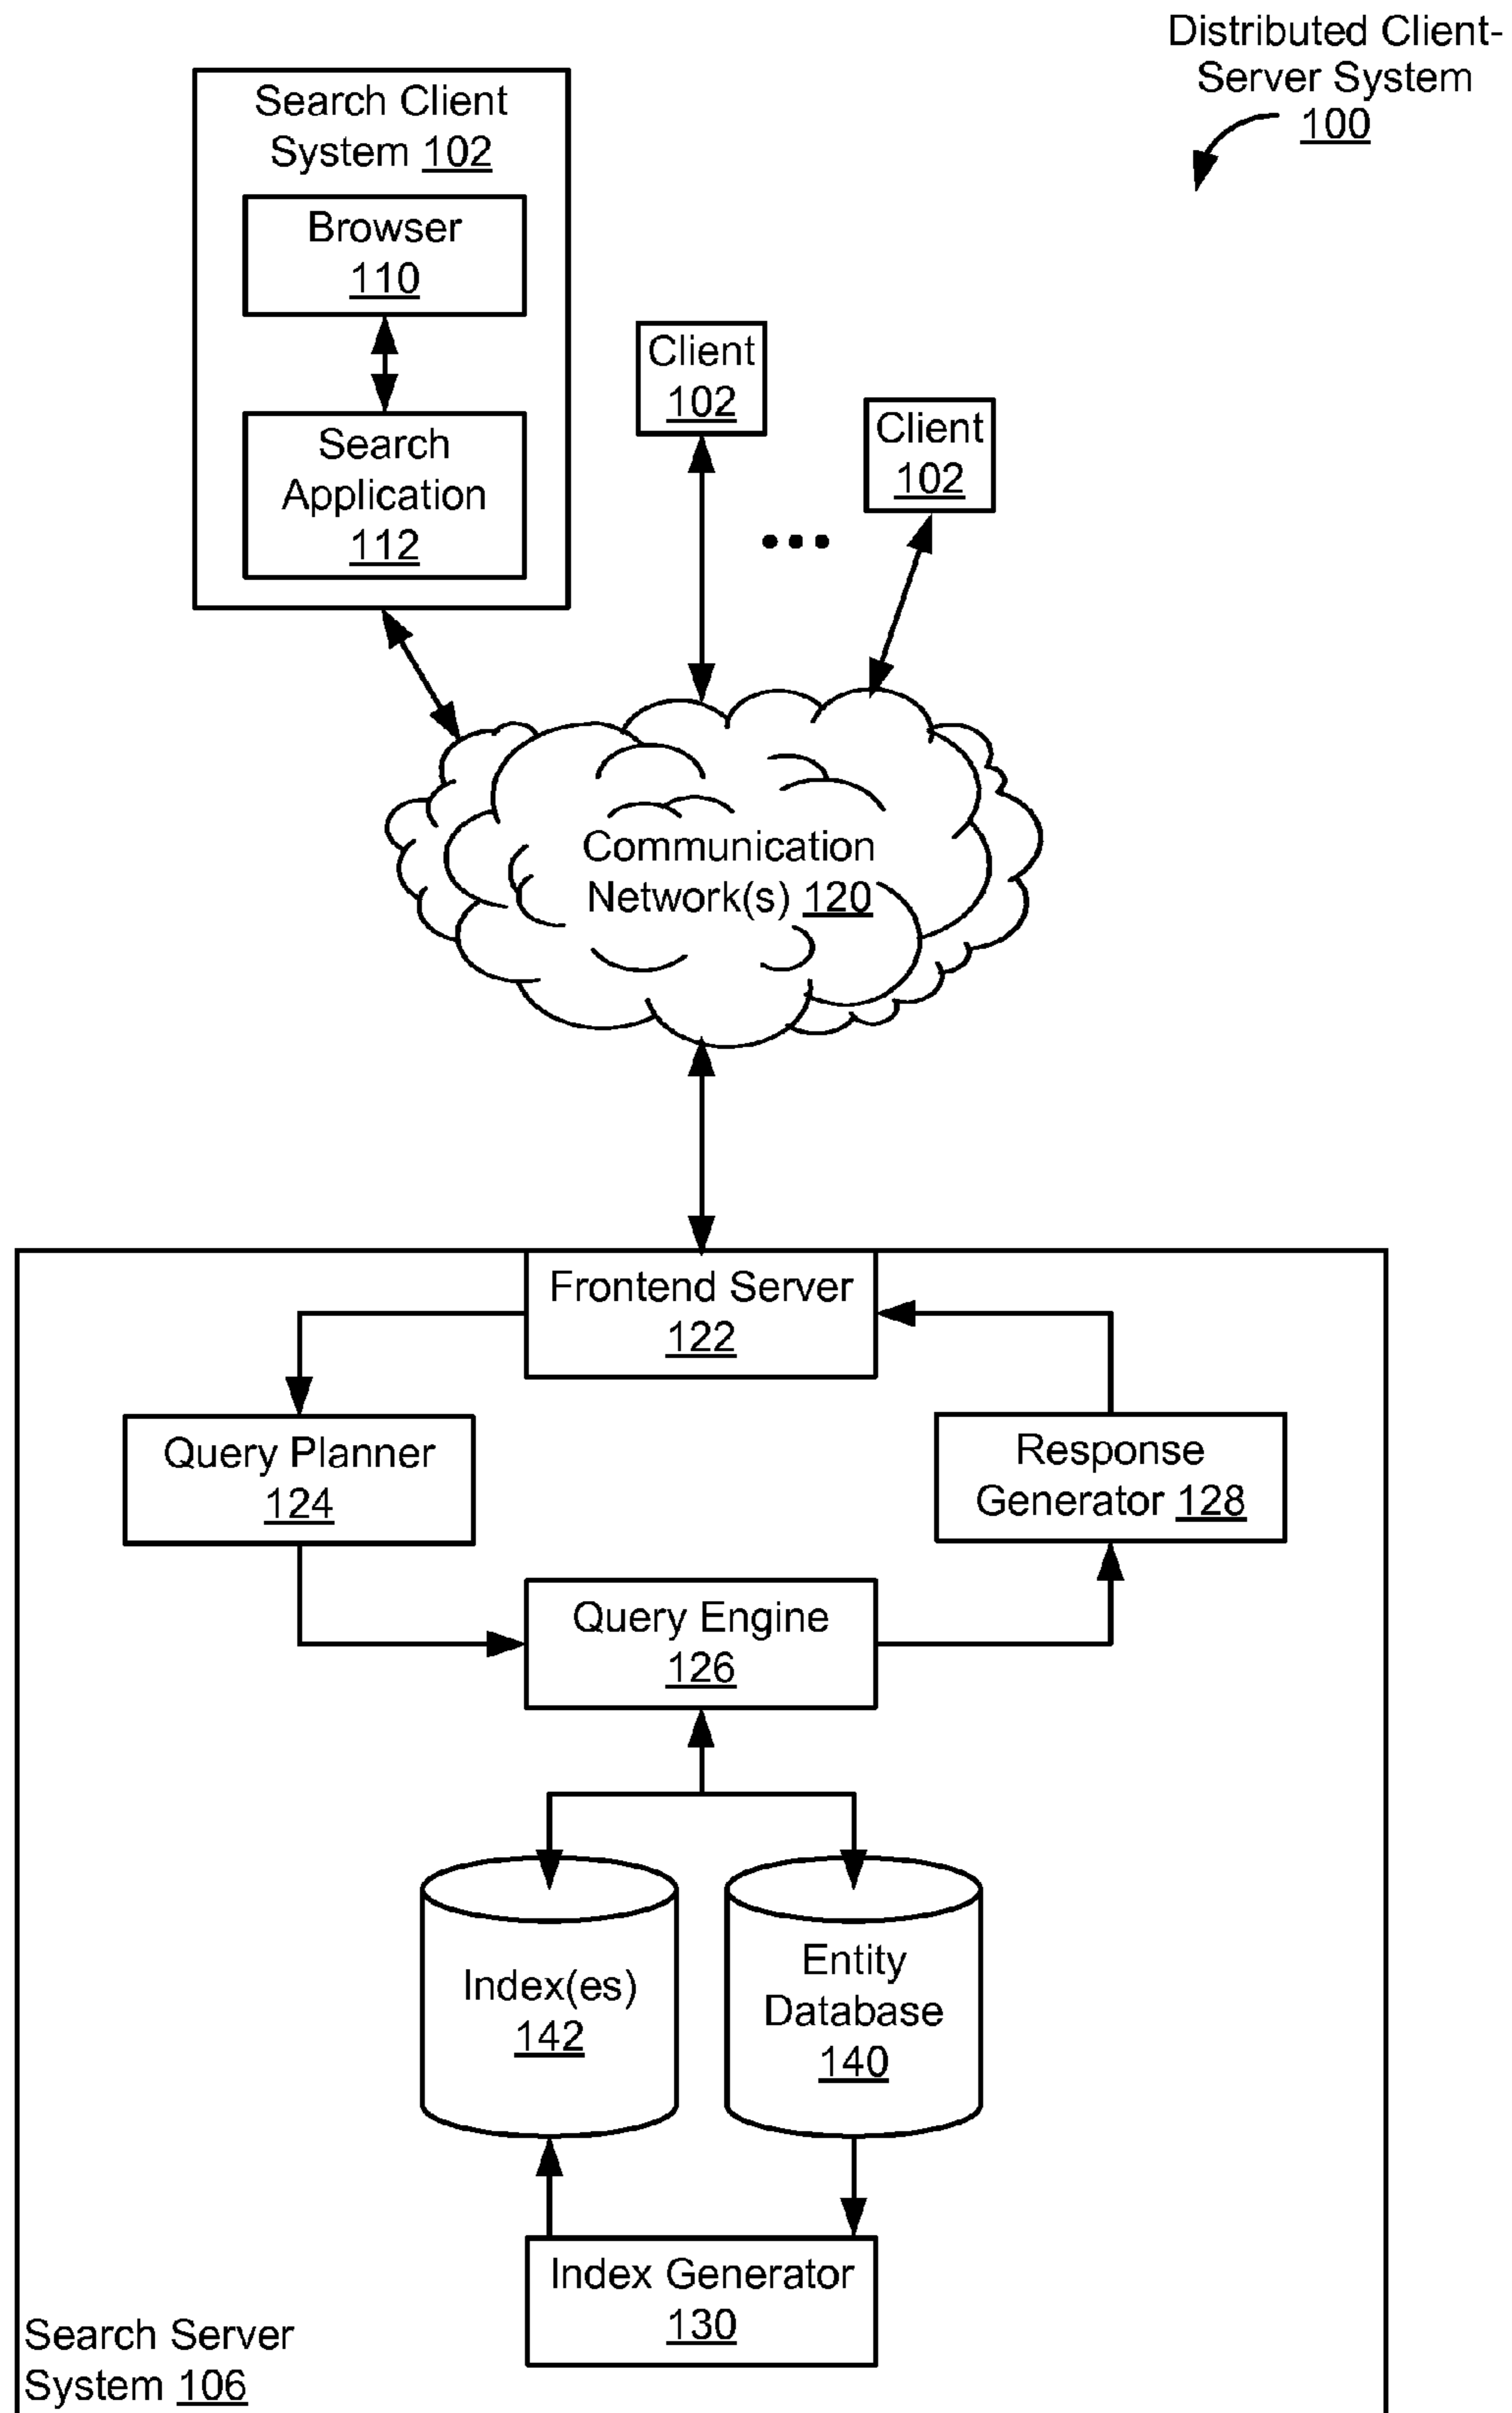 Distributed Client-
Server System
100
Search Client
System 102
Browser
110
Search
Application
112
Client
102
Client
102
Communication
Network(s) 120
Frontend Server
122
Query Planner
124
Response
Generator 128
Query Engine
126
Index(es)
142
Entity
Database
140
Index Generator
130
Search Server
System 106